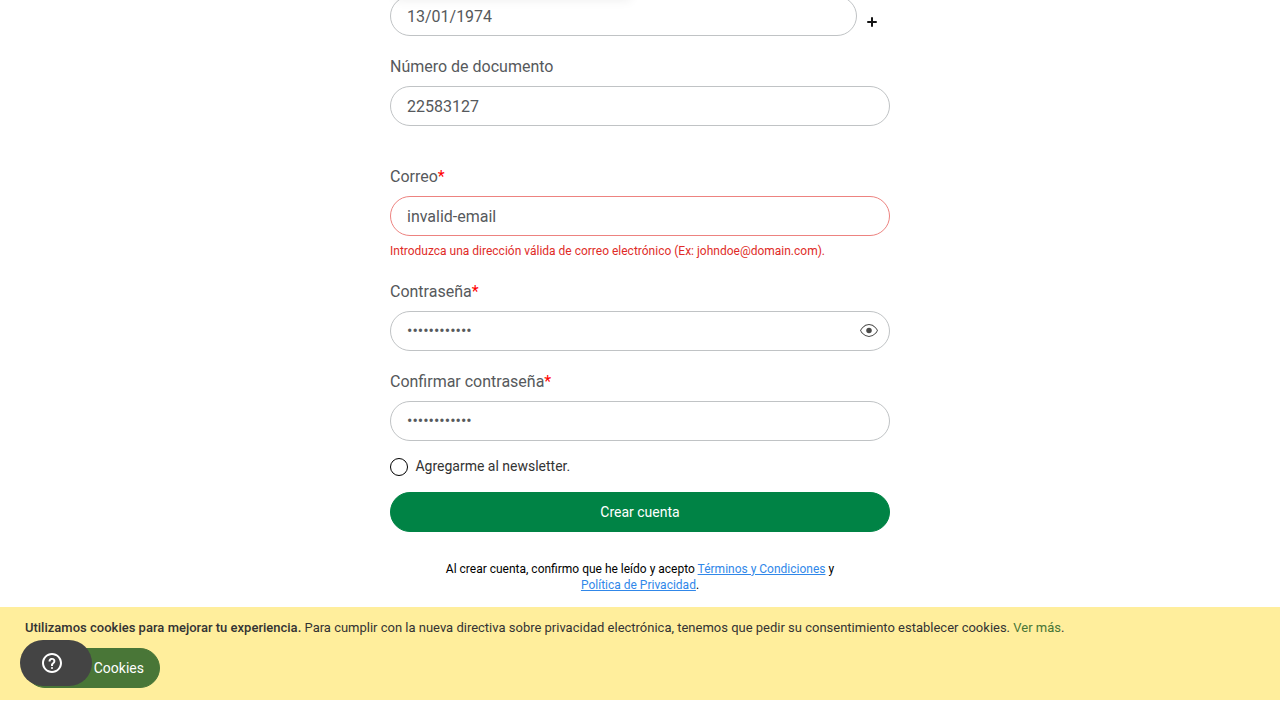 13/01/1974
Número de documento
22583127
Correo*
invalid-email
Introduzca una dirección válida de correo electrónico (Ex: johndoe@domain.com).
Contraseña*
••••••••••••
Confirmar contraseña*
••••••••••••
Agregarme al newsletter.
Crear cuenta
Al crear cuenta, confirmo que he leído y acepto Términos y Condiciones y
Política de Privacidad.
Utilizamos cookies para mejorar tu experiencia. Para cumplir con la nueva directiva sobre privacidad electrónica, tenemos que pedir su consentimiento establecer cookies. Ver más.
Cookies